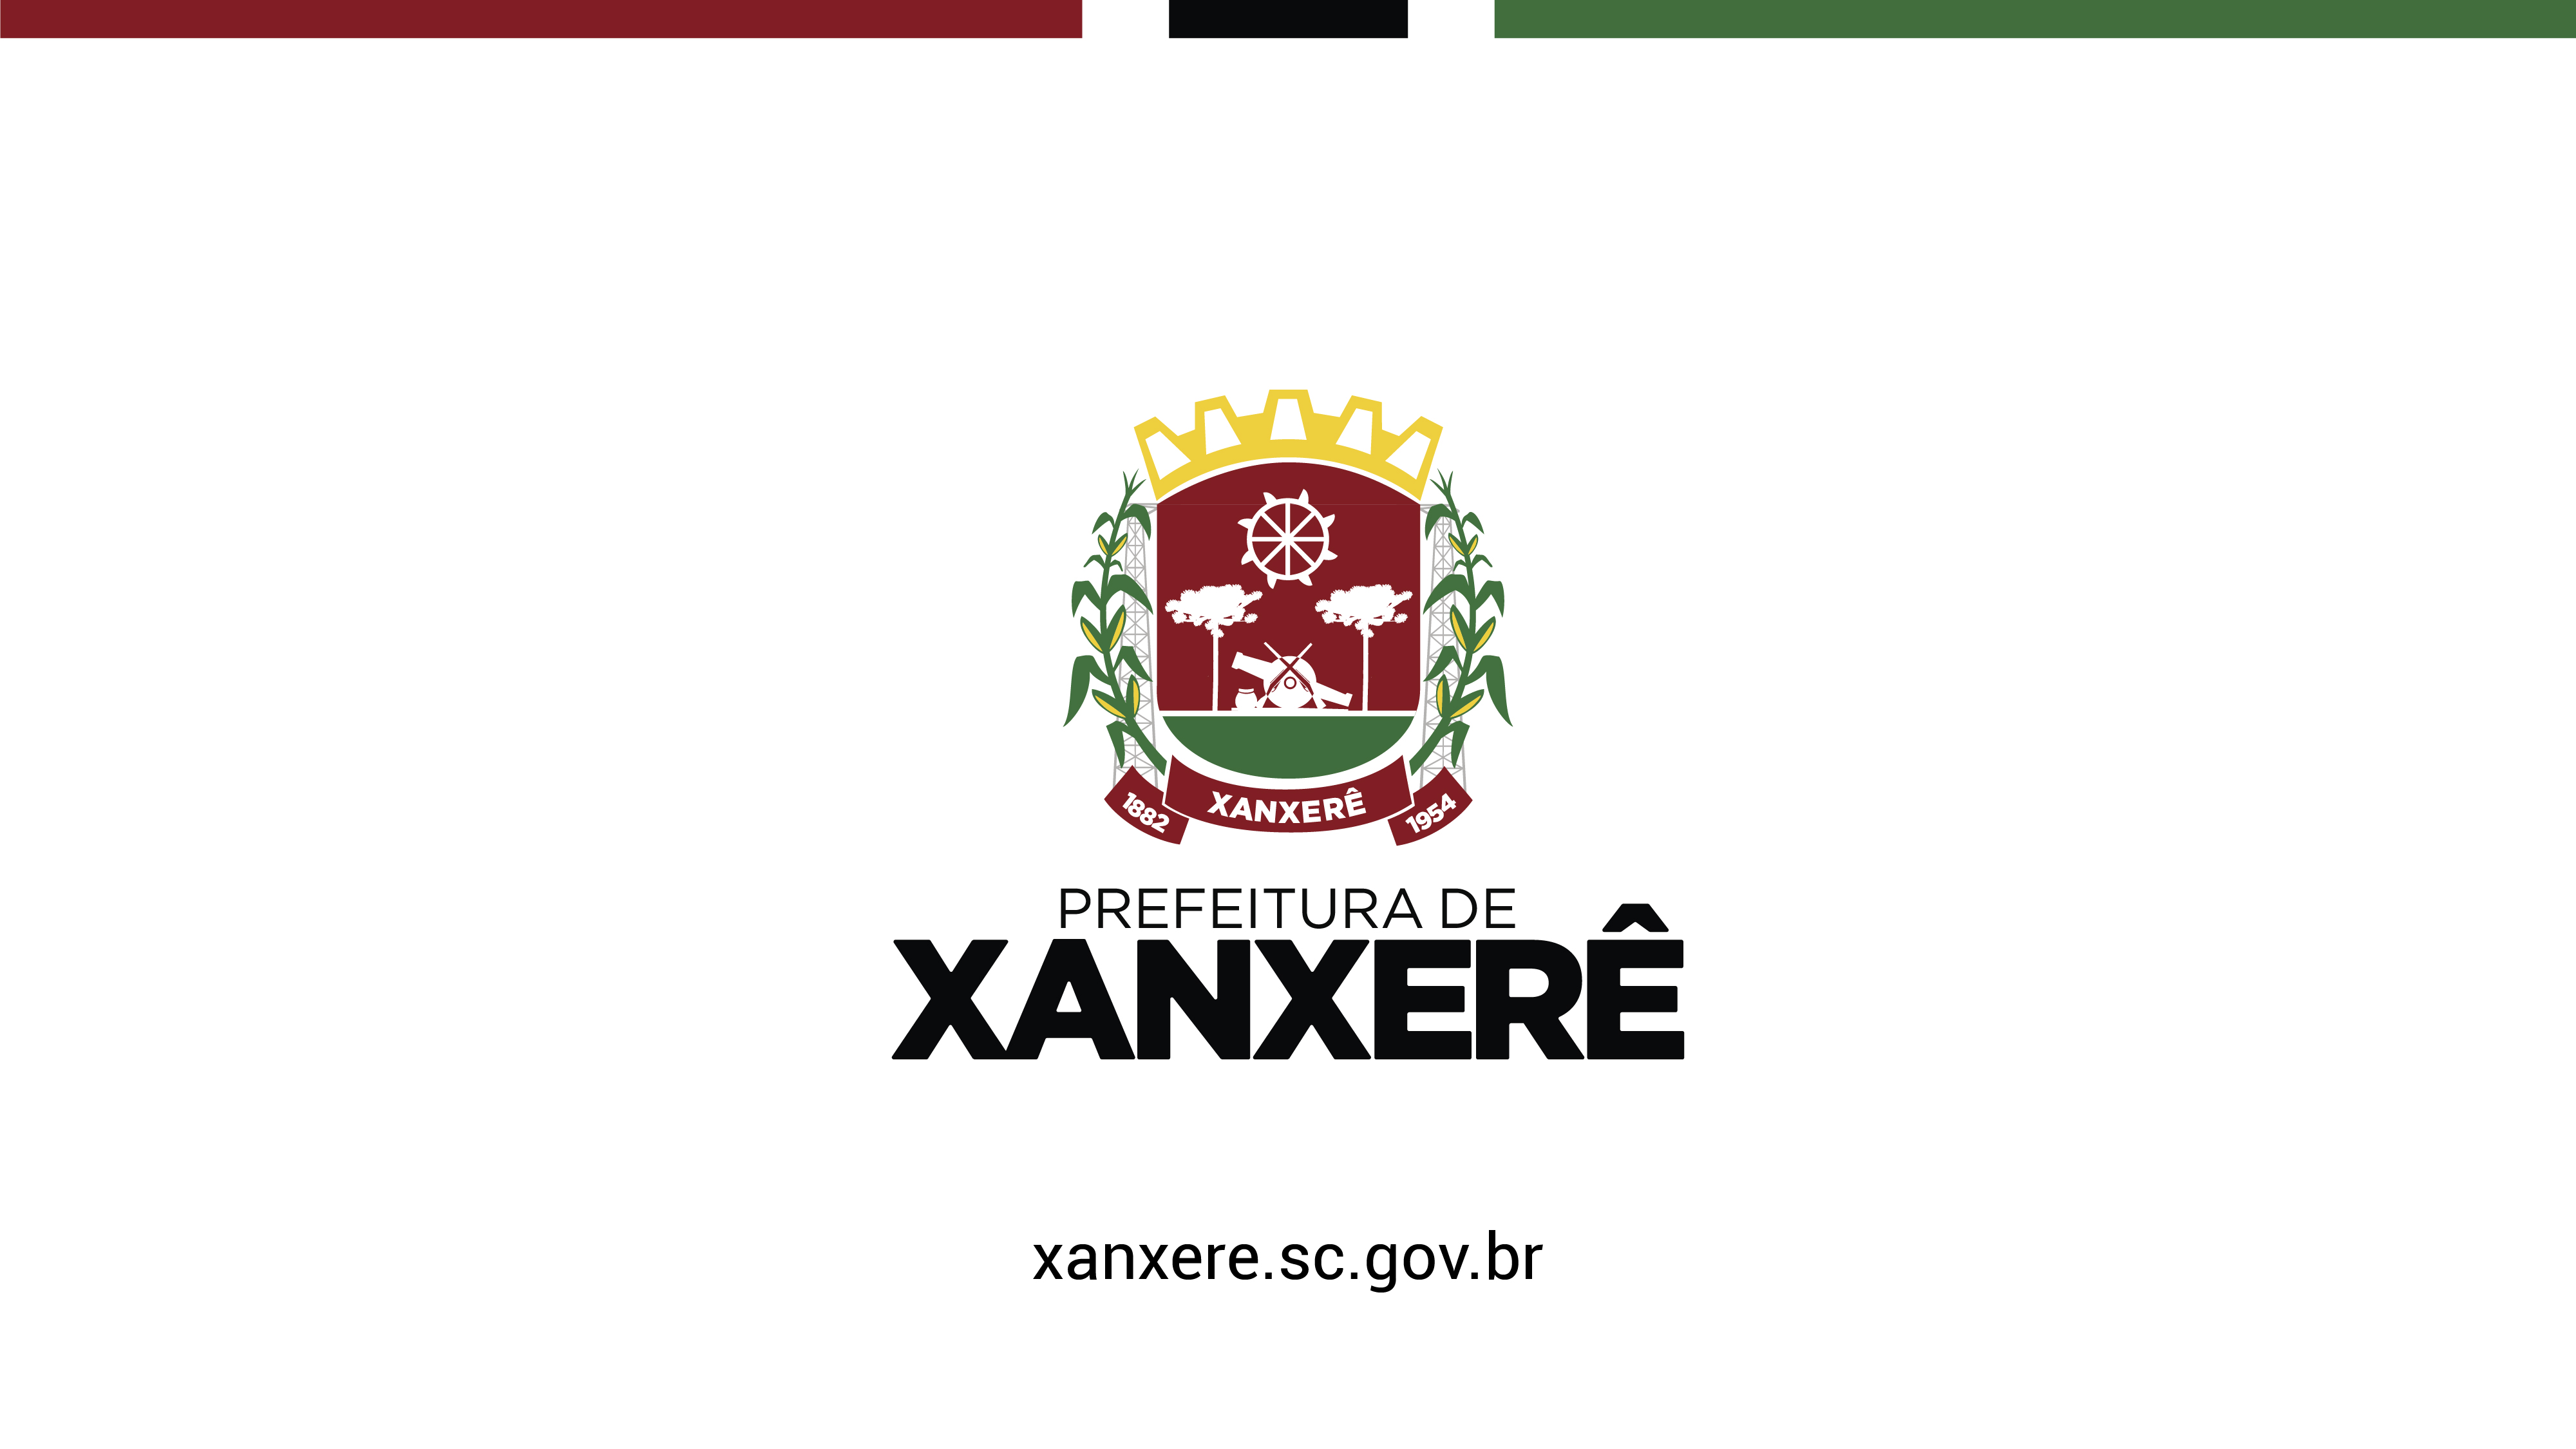 1882
XANXERÊ
1954
PREFEITURA DE
XANXERÊ
xanxere.sc.gov.br